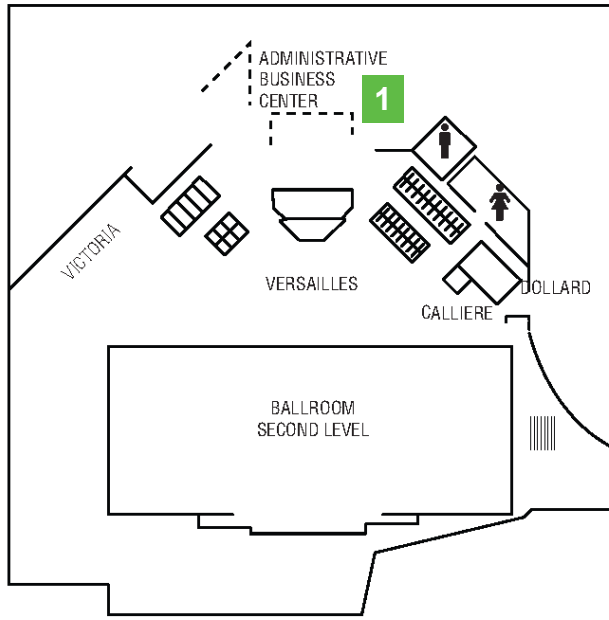 ADMINISTRATIVE
BUSINESS
CENTER
1
VICTORIA
VERSAILLES
DOLLARD
CALLIERE
BALLROOM
SECOND LEVEL